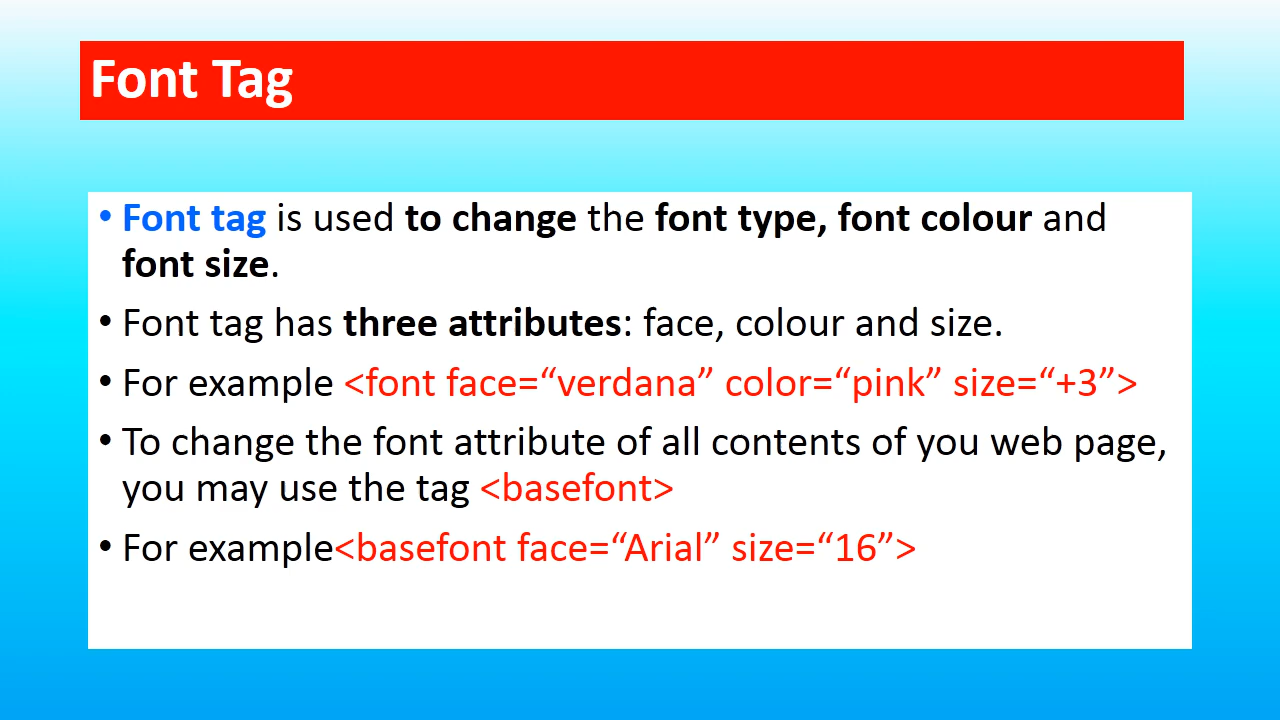 Font Tag
• Font tag is used to change the font type, font colour and
font size.
• Font tag has three attributes: face, colour and size.
• For example <font face=“verdana” color=“pink” size=“+3”>
• To change the font attribute of all contents of you web page,
you may use the tag <basefont>
• For example<basefont face=“Arial” size=“16”>